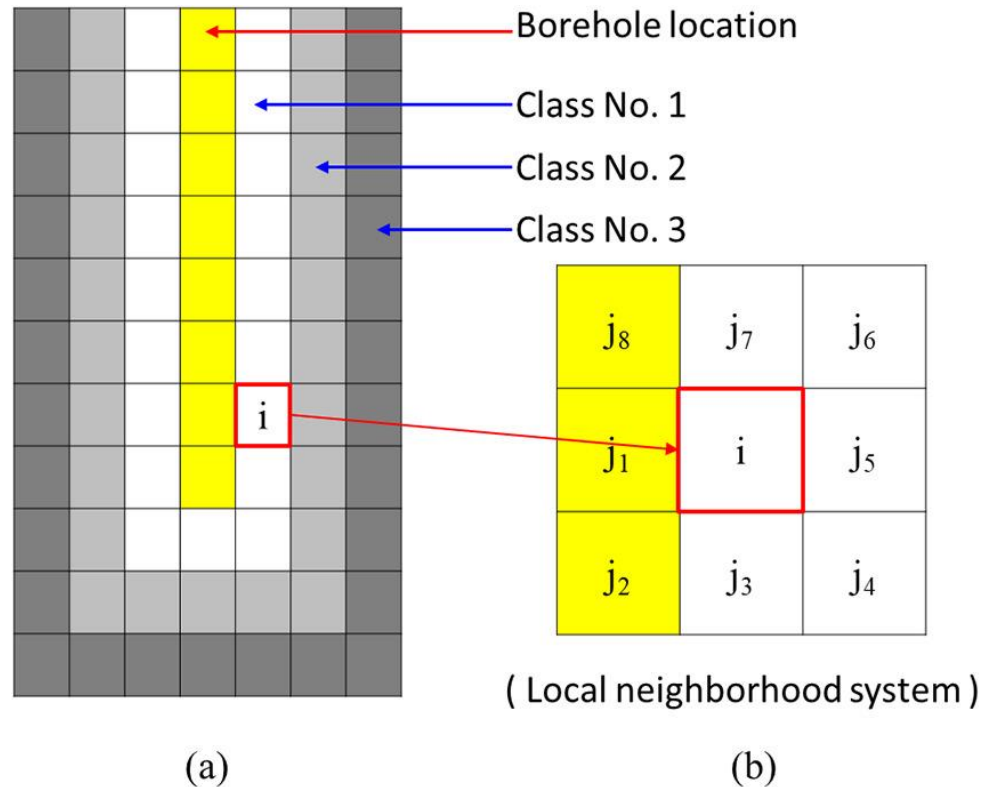 Borehole location
Class No. 1
Class No. 2
Class No. 3
i
j₈ j₇ j₆
j₁ i j₅
j₂ j₃ j₄
( Local neighborhood system )
(a) (b)